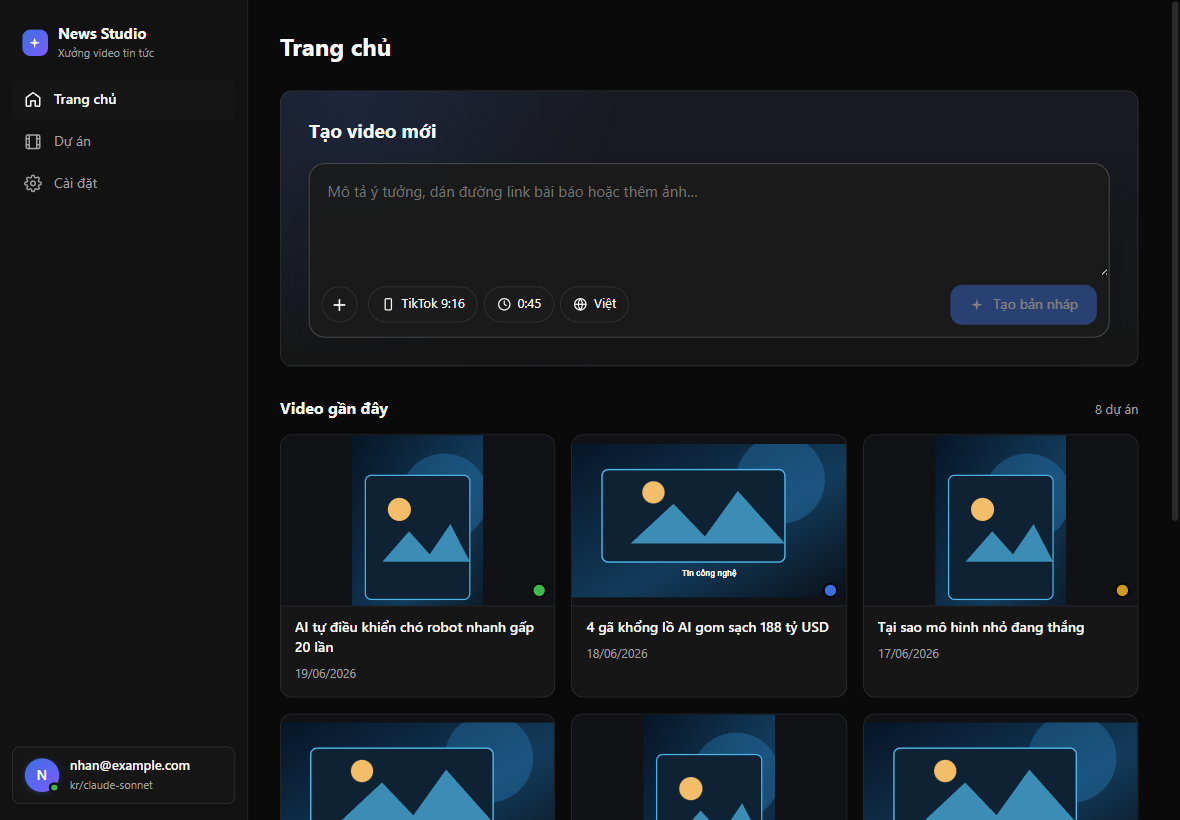 News Studio
Xưởng video tin tức
Trang chủ
Dự án
Cài đặt
N
nhan@example.com
kr/claude-sonnet
Trang chủ
Tạo video mới
Mô tả ý tưởng, dán đường link bài báo hoặc thêm ảnh...
TikTok 9:16
0:45
Việt
Tạo bản nháp
Video gần đây
8 dự án
AI tự điều khiển chó robot nhanh gấp
20 lần
19/06/2026
Tin công nghệ
4 gã khổng lồ AI gom sạch 188 tỷ USD
18/06/2026
Tại sao mô hình nhỏ đang thắng
17/06/2026